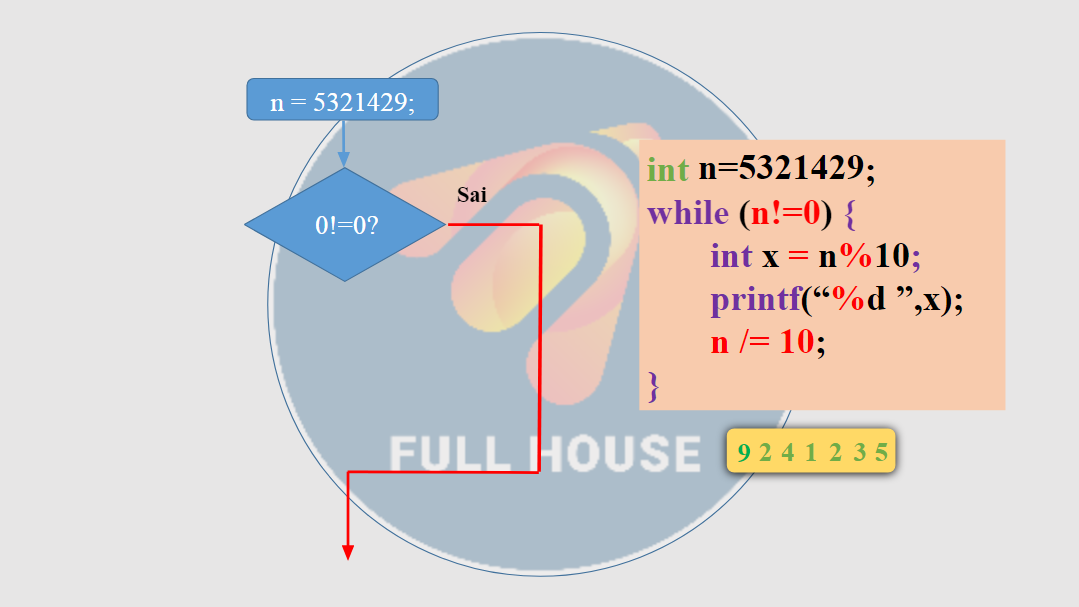 n = 5321429;
0!=0?
Sai
int n=5321429;
while (n!=0) {
int x = n%10;
printf(“%d ”,x);
n /= 10;
}
FULL HOUSE
9 2 4 1 2 3 5